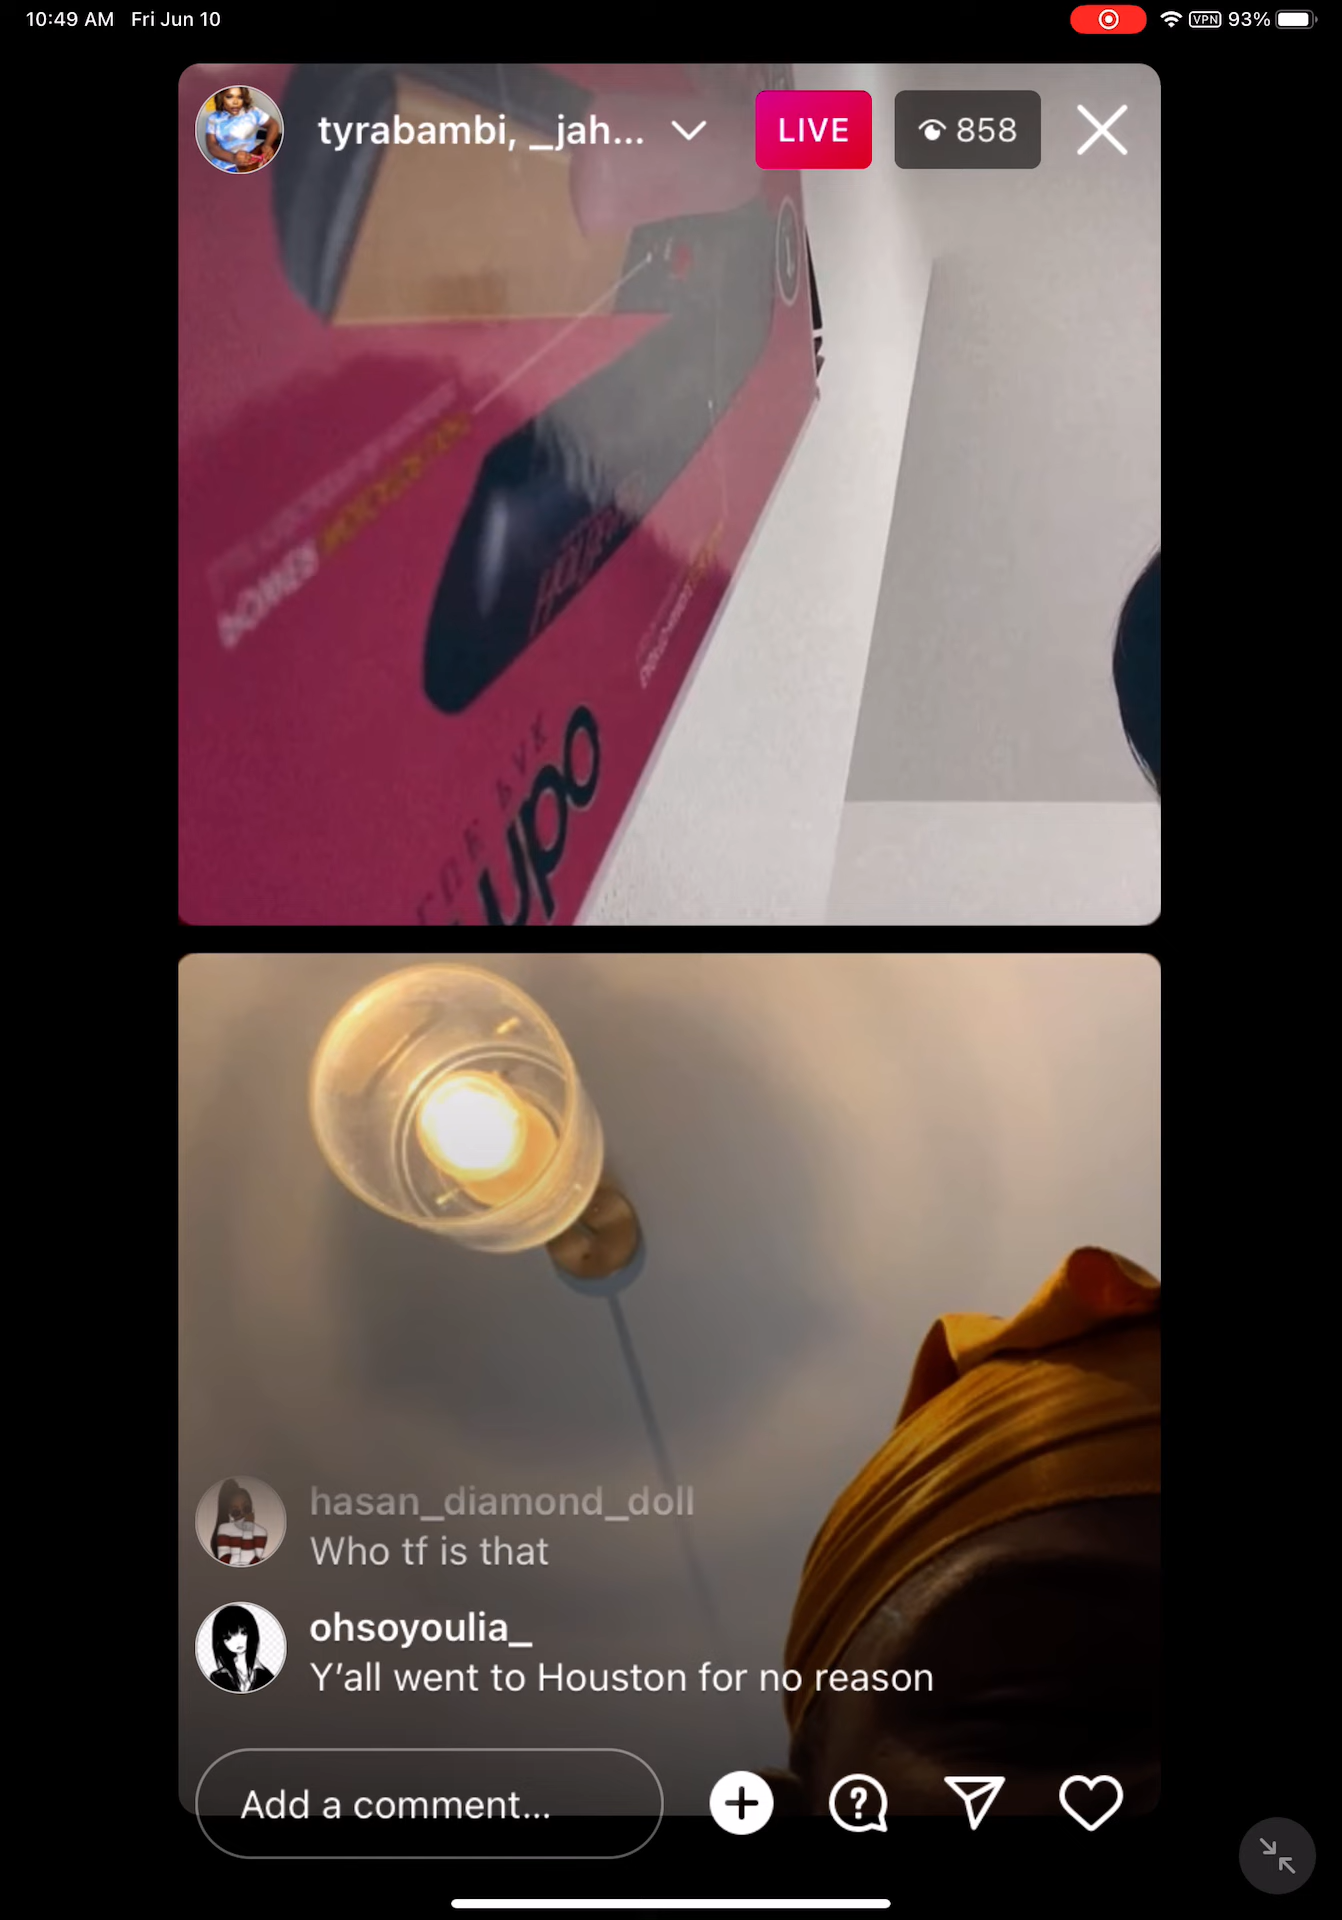 10:49 AM Fri Jun 10
VPN 93%
tyrabambi, _jah...
LIVE
858
upo
hasan_diamond_doll
Who tf is that
ohsoyoulia_
Y’all went to Houston for no reason
Add a comment...